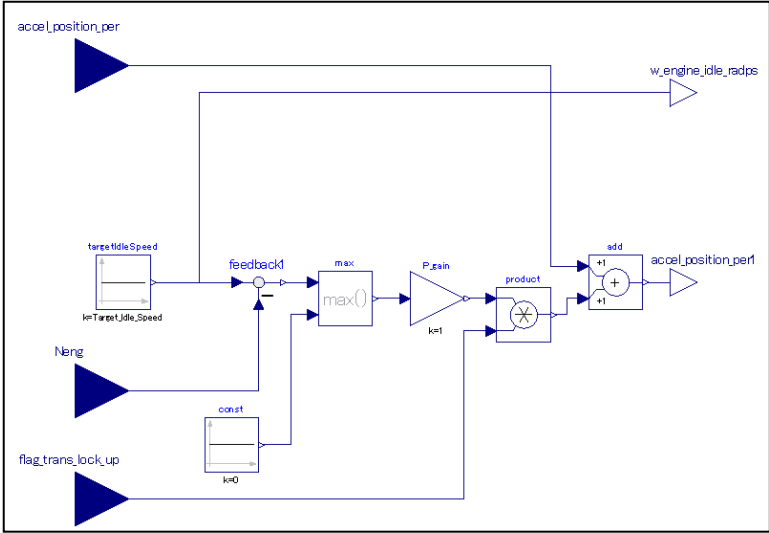 accel_position_per
w_engine_idle_radps
targetIdleSpeed
k=Target_Idle_Speed
feedback1
max
max()
P_gain
k=1
product
add
+1
+
+1
accel_position_per1
Neng
const
k=0
flag_trans_lock_up